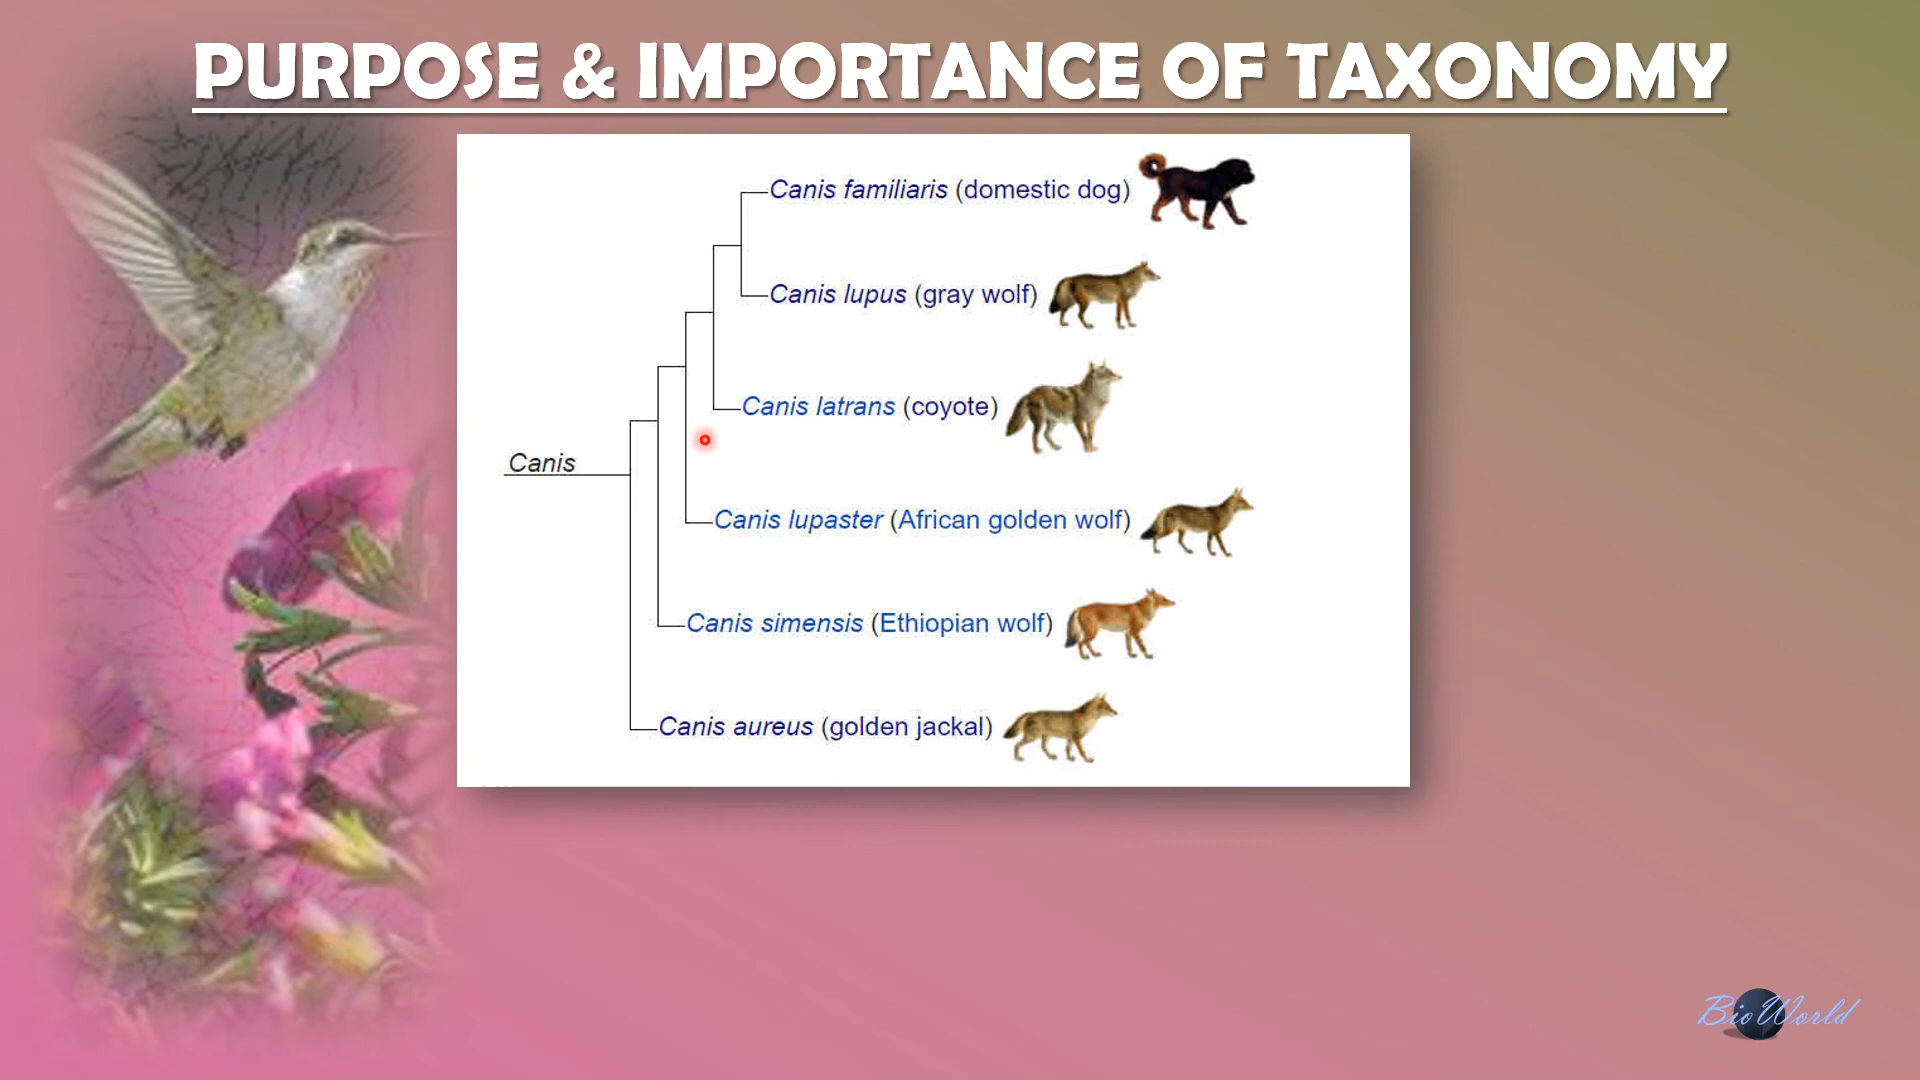 PURPOSE & IMPORTANCE OF TAXONOMY
Canis familiaris (domestic dog)
Canis lupus (gray wolf)
Canis latrans (coyote)
Canis
Canis lupaster (African golden wolf)
Canis simensis (Ethiopian wolf)
Canis aureus (golden jackal)
BioWorld